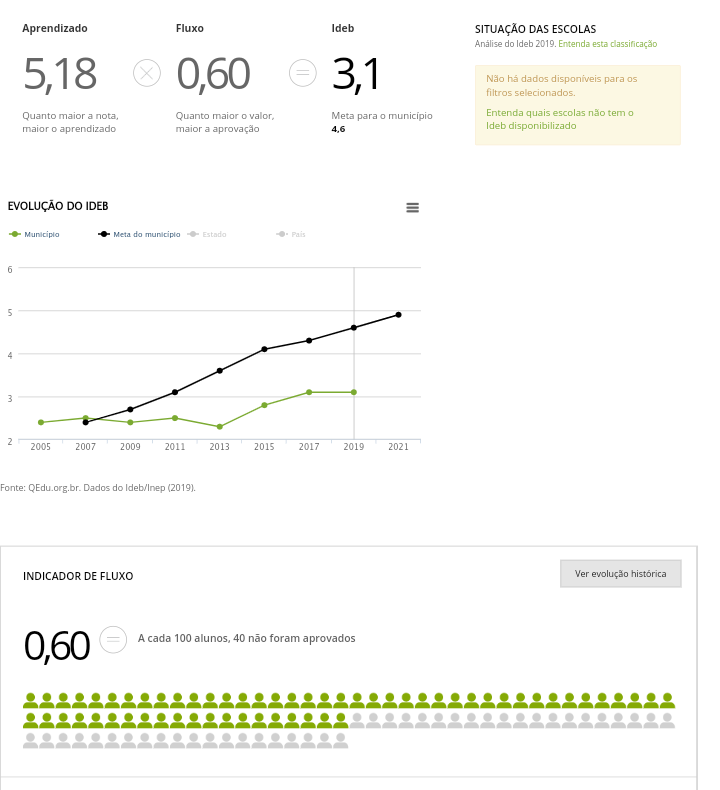 Aprendizado
Fluxo
Ideb
5,18
0,60
3,1
Quanto maior a nota,
maior o aprendizado
Quanto maior o valor,
maior a aprovação
Meta para o município
4,6
SITUAÇÃO DAS ESCOLAS
Análise do Ideb 2019. Entenda esta classificação
Não há dados disponíveis para os
filtros selecionados.
Entenda quais escolas não tem o
Ideb disponibilizado
EVOLUÇÃO DO IDEB
Município
Meta do município
Estado
País
6
5
4
3
2
2005 2007 2009 2011 2013 2015 2017 2019 2021
Fonte: QEdu.org.br. Dados do Ideb/Inep (2019).
INDICADOR DE FLUXO
Ver evolução histórica
0,60
A cada 100 alunos, 40 não foram aprovados